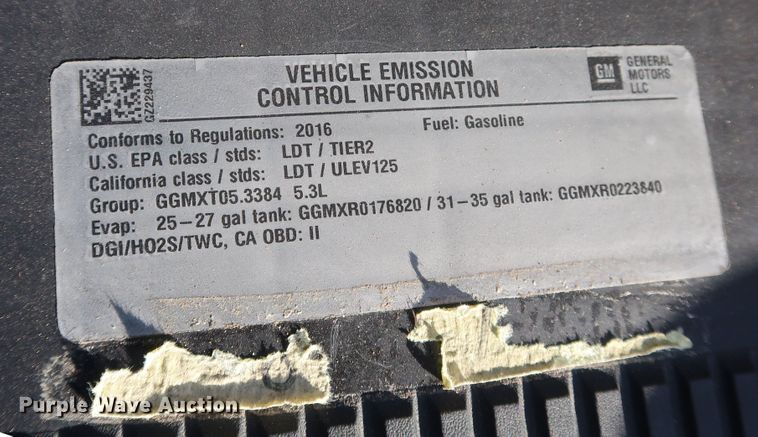 VEHICLE EMISSION
CONTROL INFORMATION
GM GENERAL
MOTORS
LLC
GZ229437
Conforms to Regulations: 2016 Fuel: Gasoline
U.S. EPA class / stds: LDT / TIER2
California class / stds: LDT / ULEV125
Group: GGMXT05.3384 5.3L
Evap: 25-27 gal tank: GGMXR0176820 / 31-35 gal tank: GGMXR0223840
DGI/HO2S/TWC, CA OBD: II
Purple Wave Auction